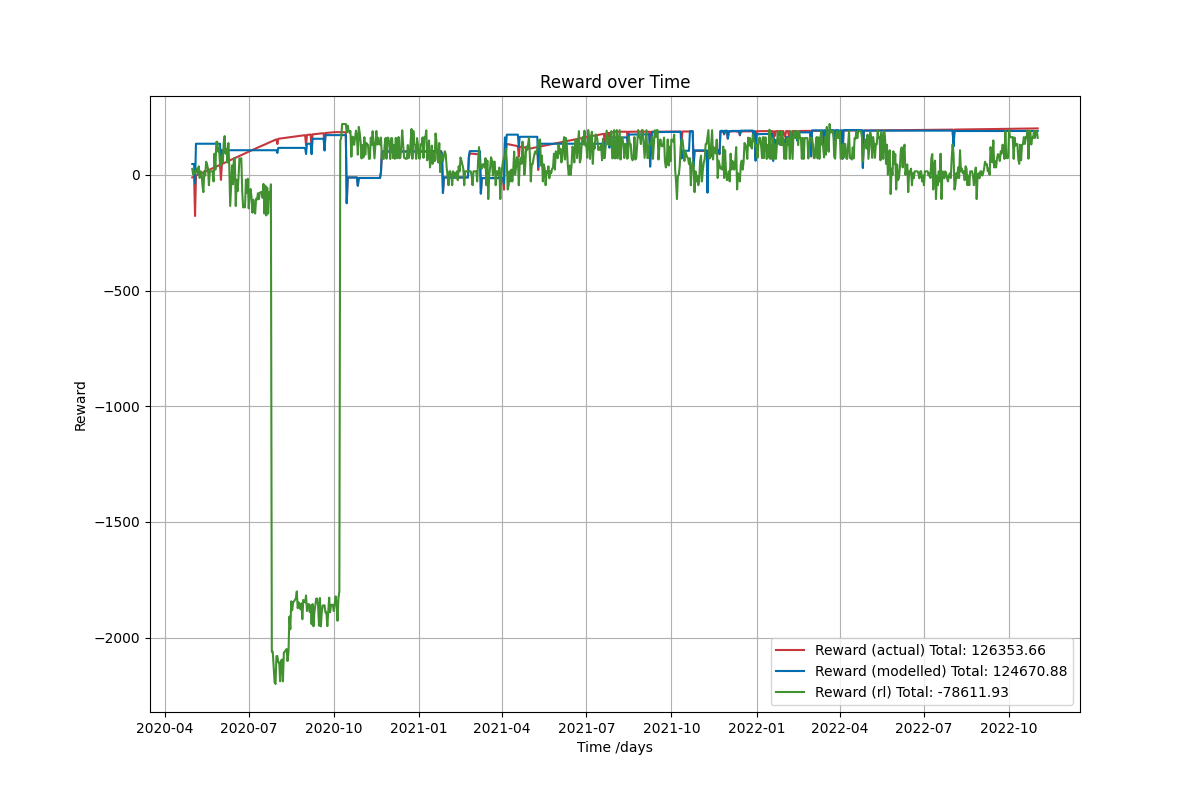 Reward over Time
Reward
0
−500
−1000
−1500
−2000
Reward (actual) Total: 126353.66
Reward (modelled) Total: 124670.88
Reward (rl) Total: -78611.93
2020-04 2020-07 2020-10 2021-01 2021-04 2021-07 2021-10 2022-01 2022-04 2022-07 2022-10
Time /days